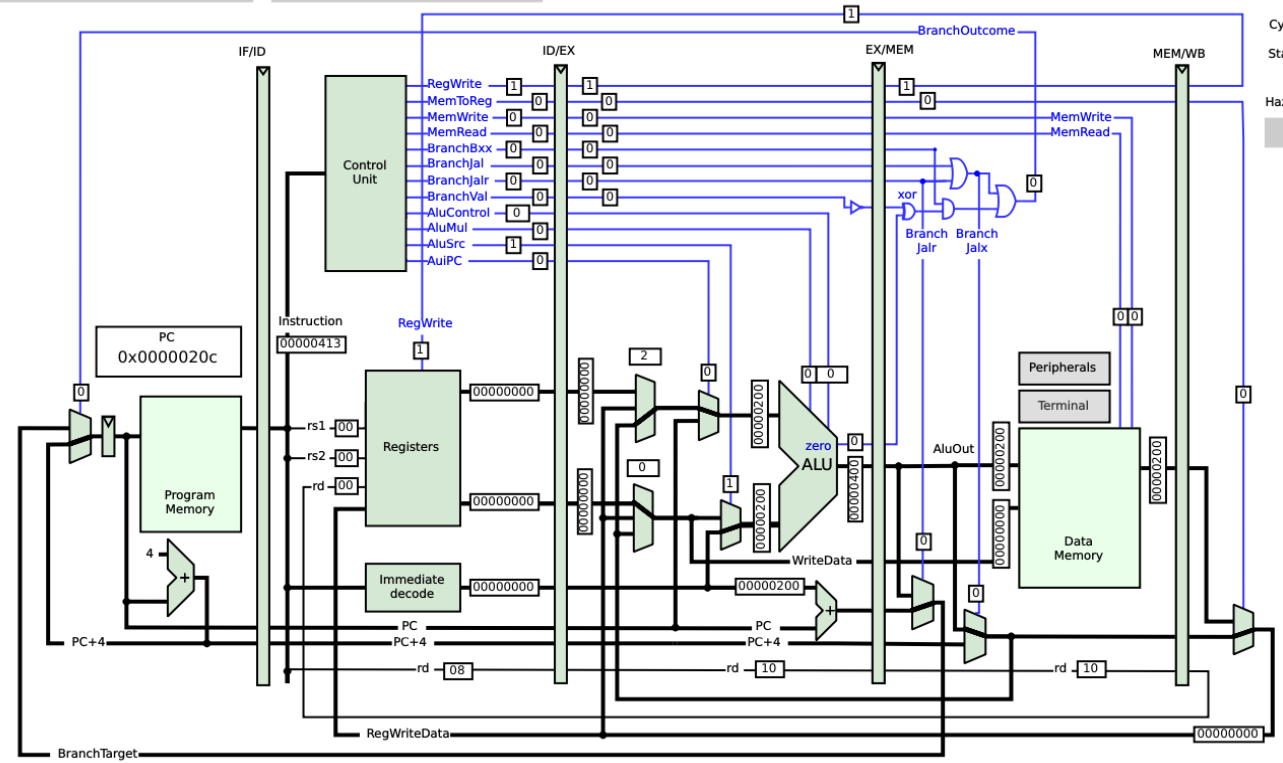 1
Cy
BranchOutcome
IF/ID
ID/EX
EX/MEM
MEM/WB
Sta
Haz
RegWrite 1 1 1
MemToReg 0 0 0
MemWrite 0 0 MemWrite
MemRead 0 0 MemRead
BranchBxx 0 0
BranchJal 0 0
BranchJalr 0 0
BranchVal 0 0
AluControl 0
AluMul 0
AluSrc 1
AuiPC 0
Control
Unit
xor
0
Branch
Jalr
Branch
Jalx
Instruction
00000413
RegWrite
1
PC
0x0000020c
0 0
2
0
0 0
Peripherals
Terminal
0
0
00000000
00000000
00000200
rs1 00
rs2 00
rd 00
Registers
zero 0
ALU
AluOut
00000200
00000400
00000200
Program
Memory
0
1
00000000
00000000
00000200
00000000
Data
Memory
0
WriteData
4
+
Immediate
decode
00000000
00000200
+
0
PC
PC
PC+4
PC+4
PC+4
rd 08
rd 10
rd 10
RegWriteData
00000000
BranchTarget